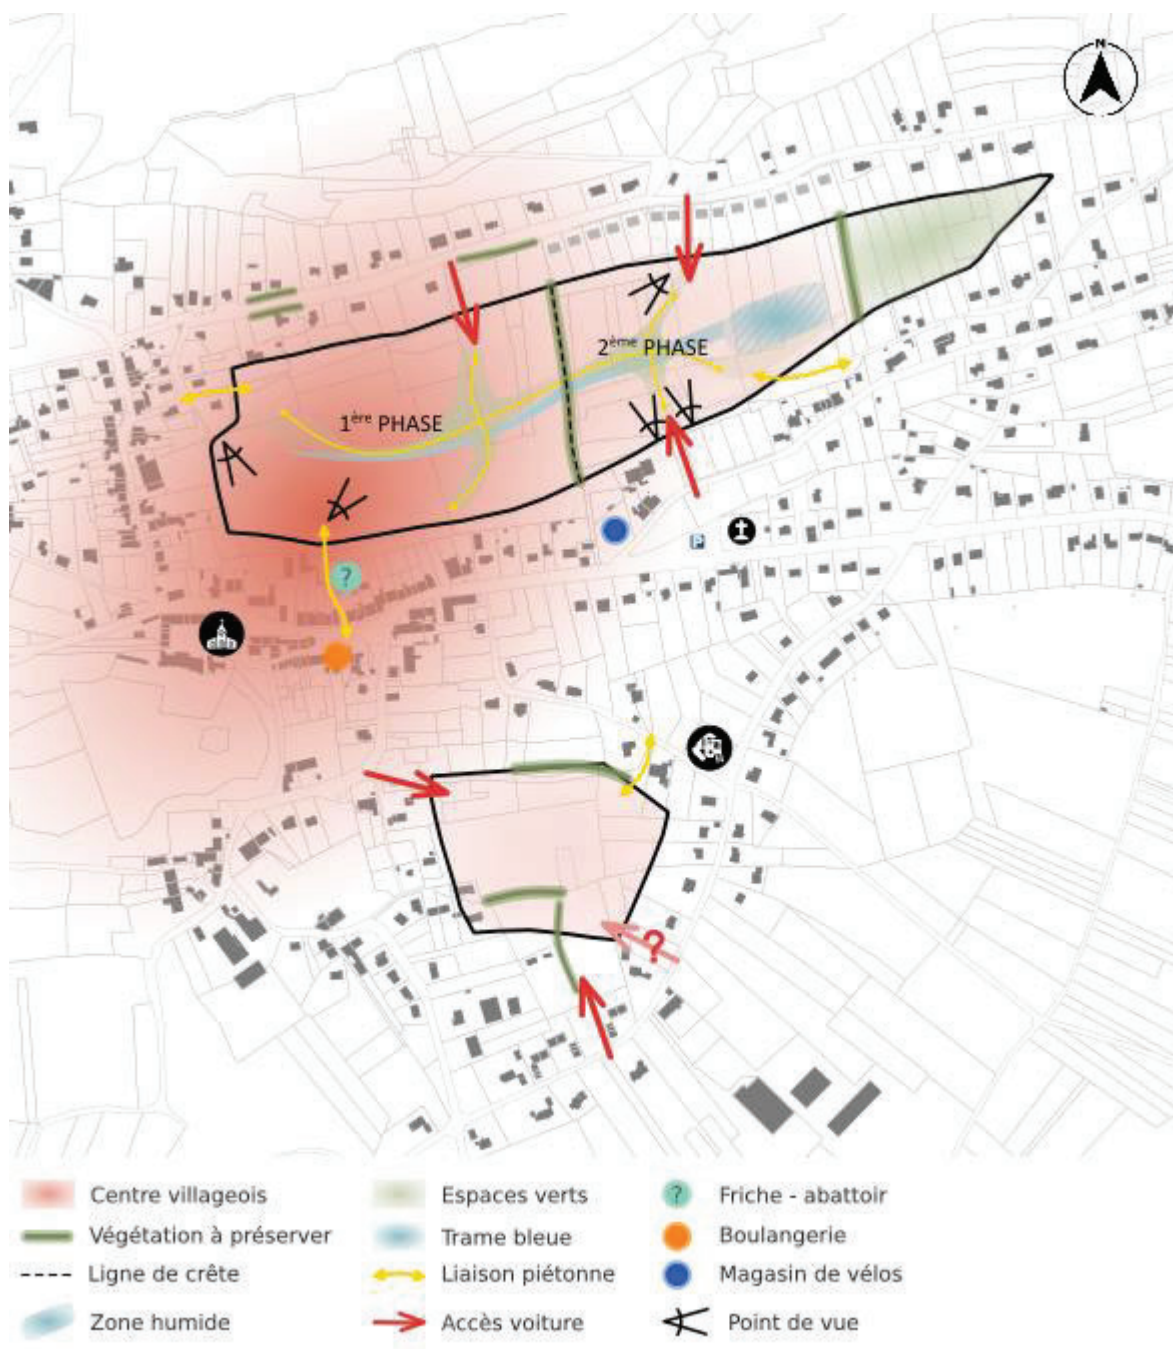 N
2ème PHASE
1ère PHASE
?
P
?
Centre villageois
Espaces verts
? Friche - abattoir
Végétation à préserver
Trame bleue
Boulangerie
Ligne de crête
Liaison piétonne
Magasin de vélos
Zone humide
Accès voiture
Point de vue